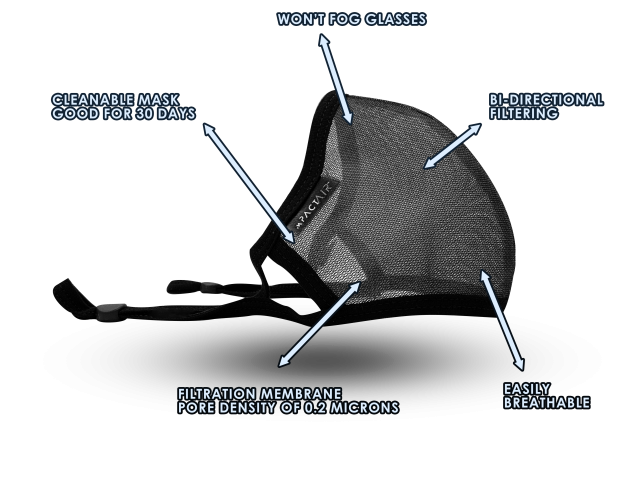 WON'T FOG GLASSES
CLEANABLE MASK
GOOD FOR 30 DAYS
BI-DIRECTIONAL
FILTERING
MPACTAIR
FILTRATION MEMBRANE
PORE DENSITY OF 0.2 MICRONS
EASILY
BREATHABLE